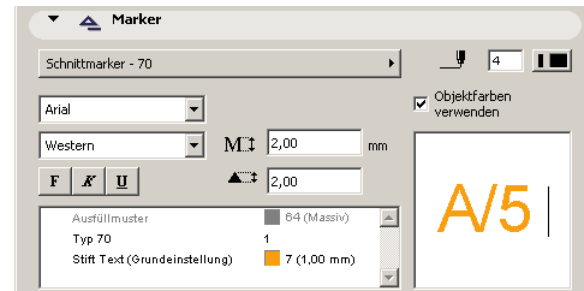 Marker
Schnittmarker - 70
4
Objektfarben
verwenden
Arial
Western
M 2,00 mm
F K U
2,00
Ausfüllmuster 64 (Massiv)
Typ 70 1
Stift Text (Grundeinstellung) 7 (1,00 mm)
A/5